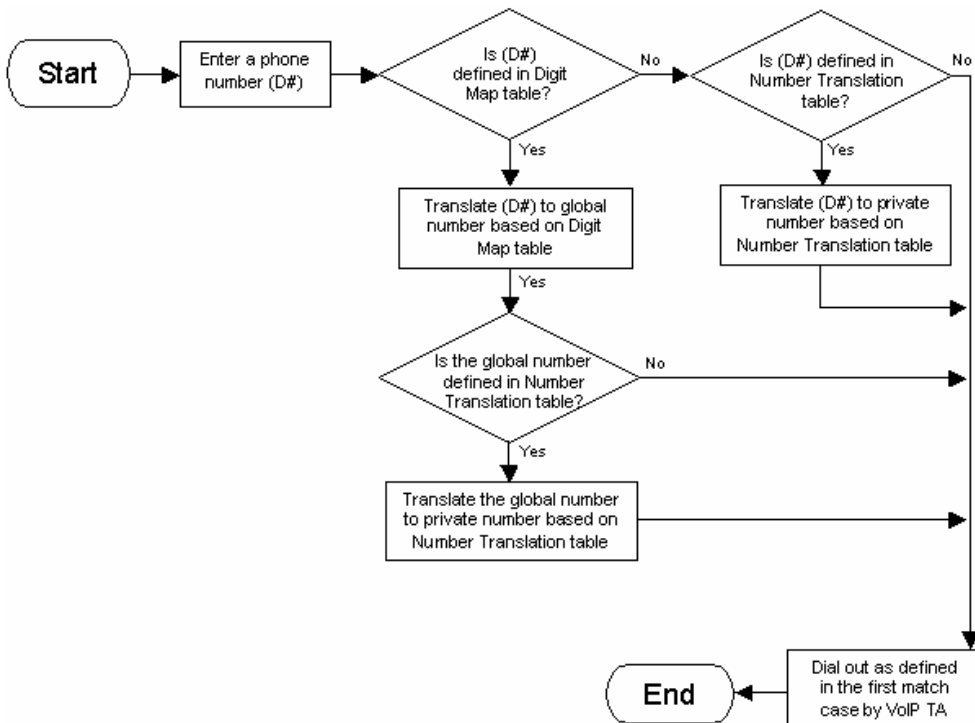 Start
Enter a phone
number (D#)
Is (D#)
defined in Digit
Map table?
No
Is (D#) defined in
Number Translation
table?
No
Yes
Yes
Translate (D#) to global
number based on Digit
Map table
Translate (D#) to private
number based on
Number Translation table
Yes
Is the global number
defined in Number
Translation table?
No
Yes
Translate the global number
to private number based on
Number Translation table
End
Dial out as defined
in the first match
case by VoIP TA